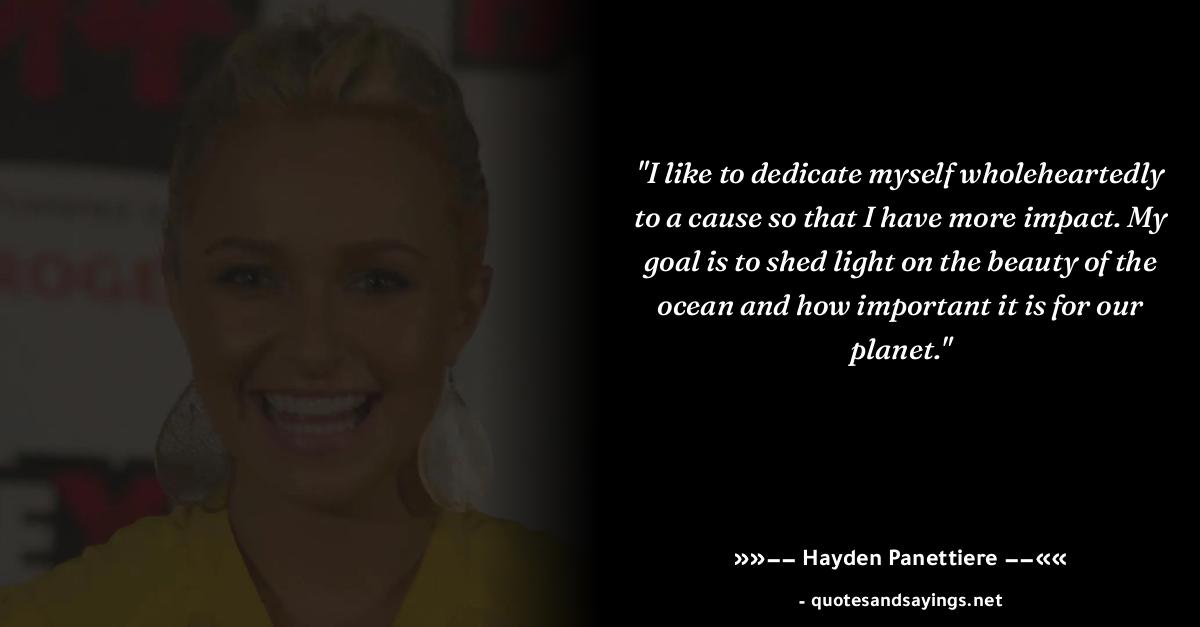 "I like to dedicate myself wholeheartedly
to a cause so that I have more impact. My
goal is to shed light on the beauty of the
ocean and how important it is for our
planet."
»»–– Hayden Panettiere ––««
- quotesandsayings.net